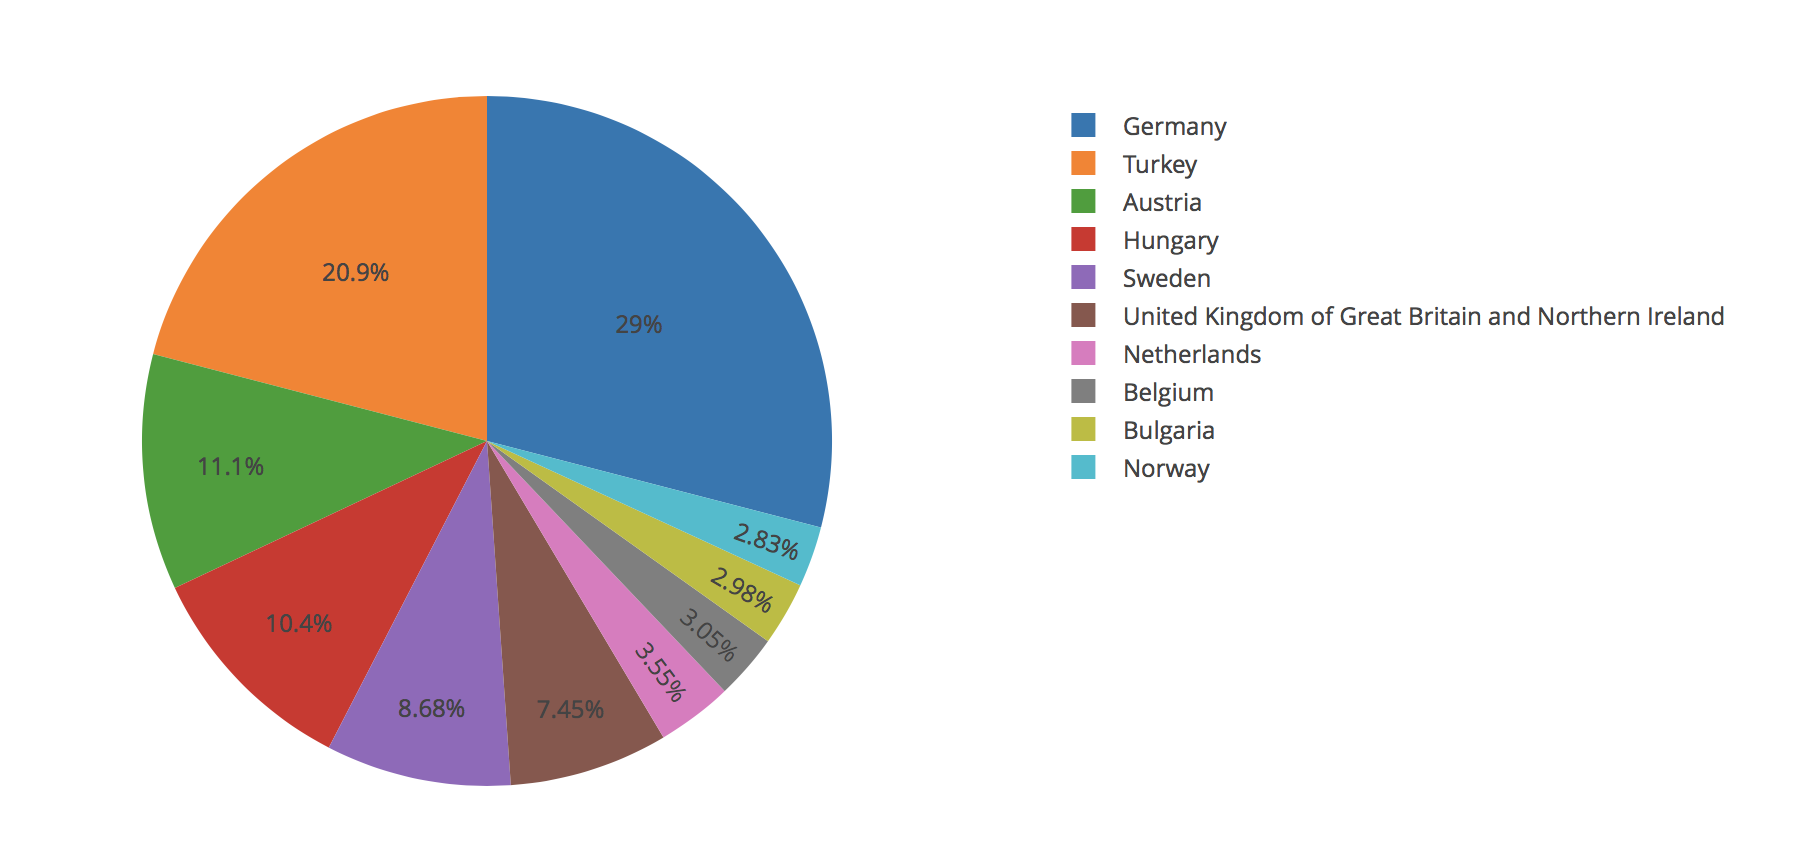 20.9%
29%
11.1%
2.83%
2.98%
10.4%
3.05%
3.55%
8.68%
7.45%
Germany
Turkey
Austria
Hungary
Sweden
United Kingdom of Great Britain and Northern Ireland
Netherlands
Belgium
Bulgaria
Norway